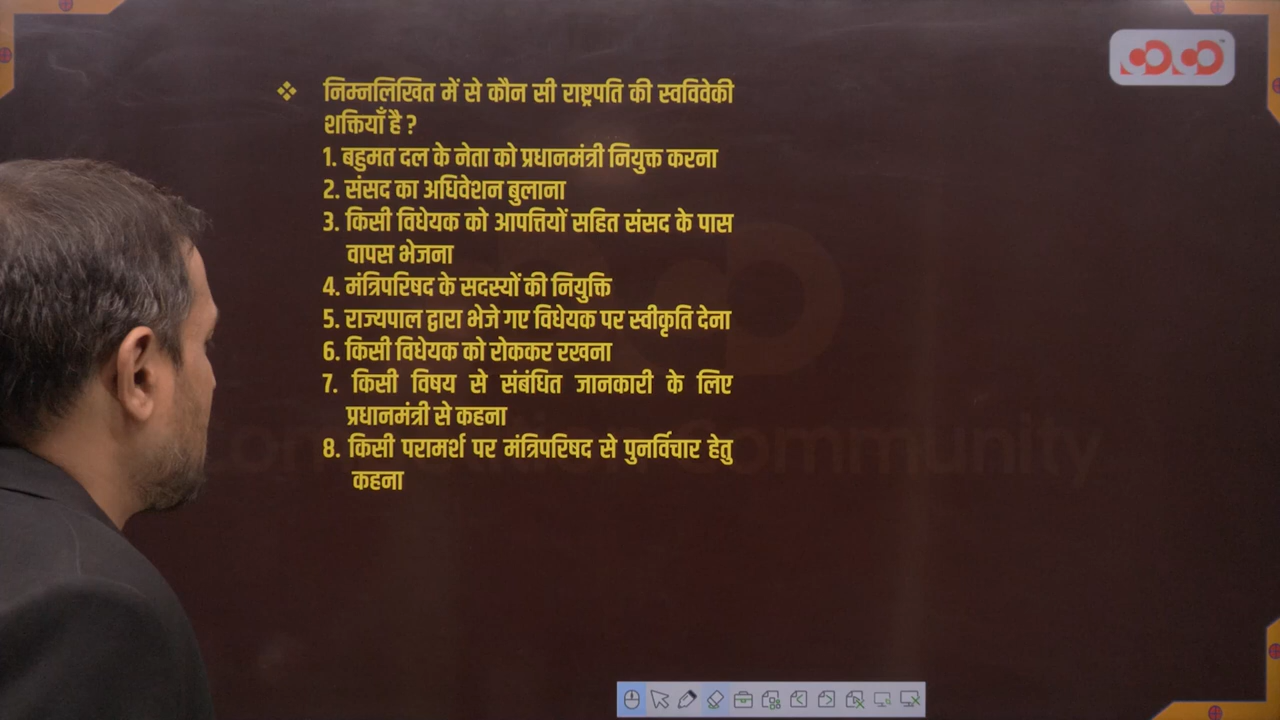 ❖ निम्नलिखित में से कौन सी राष्ट्रपति की स्वविवेकी
शक्तियाँ है ?
1. बहुमत दल के नेता को प्रधानमंत्री नियुक्त करना
2. संसद का अधिवेशन बुलाना
3. किसी विधेयक को आपत्तियों सहित संसद के पास
वापस भेजना
4. मंत्रिपरिषद के सदस्यों की नियुक्ति
5. राज्यपाल द्वारा भेजे गए विधेयक पर स्वीकृति देना
6. किसी विधेयक को रोककर रखना
7. किसी विषय से संबंधित जानकारी के लिए
प्रधानमंत्री से कहना
8. किसी परामर्श पर मंत्रिपरिषद से पुनर्विचार हेतु
कहना
Community